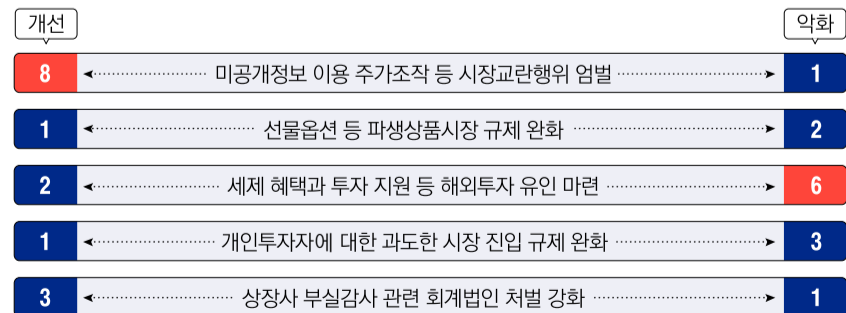 개선 악화
8 미공개정보 이용 주가조작 등 시장교란행위 엄벌 1
1 선물옵션 등 파생상품시장 규제 완화 2
2 세제 혜택과 투자 지원 등 해외투자 유인 마련 6
1 개인투자자에 대한 과도한 시장 진입 규제 완화 3
3 상장사 부실감사 관련 회계법인 처벌 강화 1